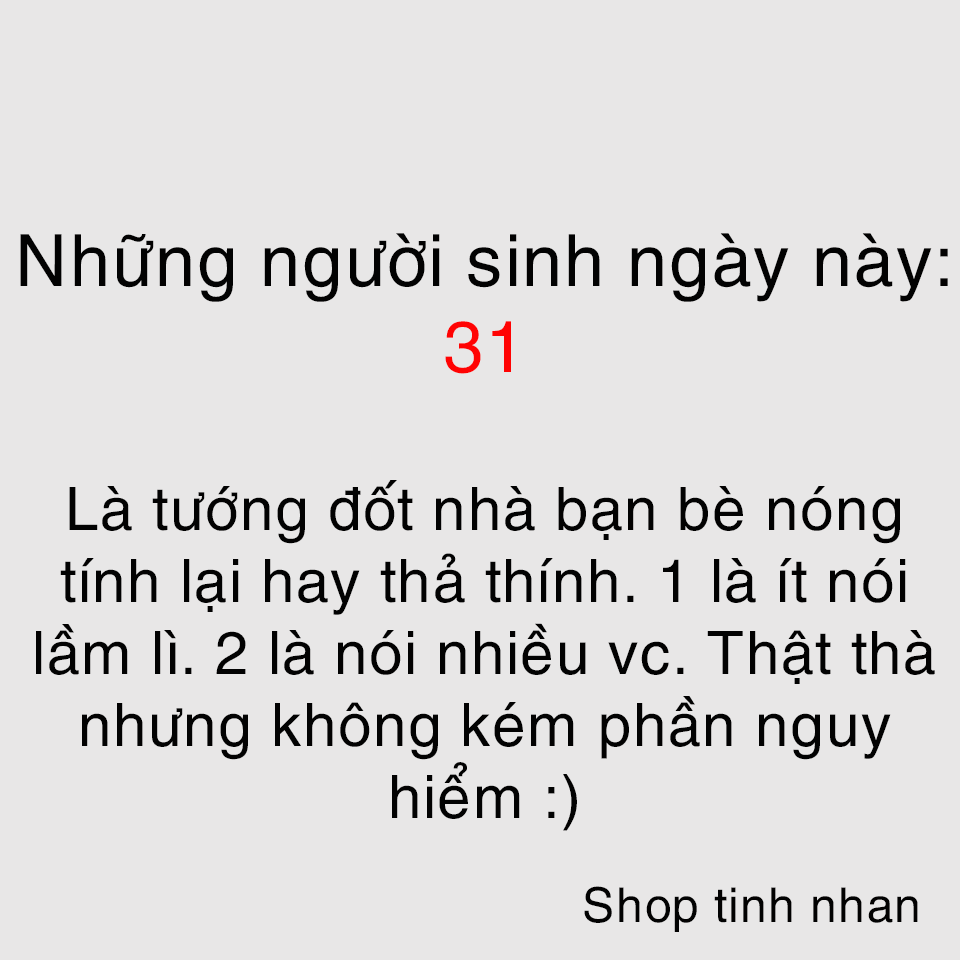 Những người sinh ngày này:
31
Là tướng đốt nhà bạn bè nóng
tính lại hay thả thính. 1 là ít nói
lầm lì. 2 là nói nhiều vc. Thật thà
nhưng không kém phần nguy
hiểm :)
Shop tinh nhan